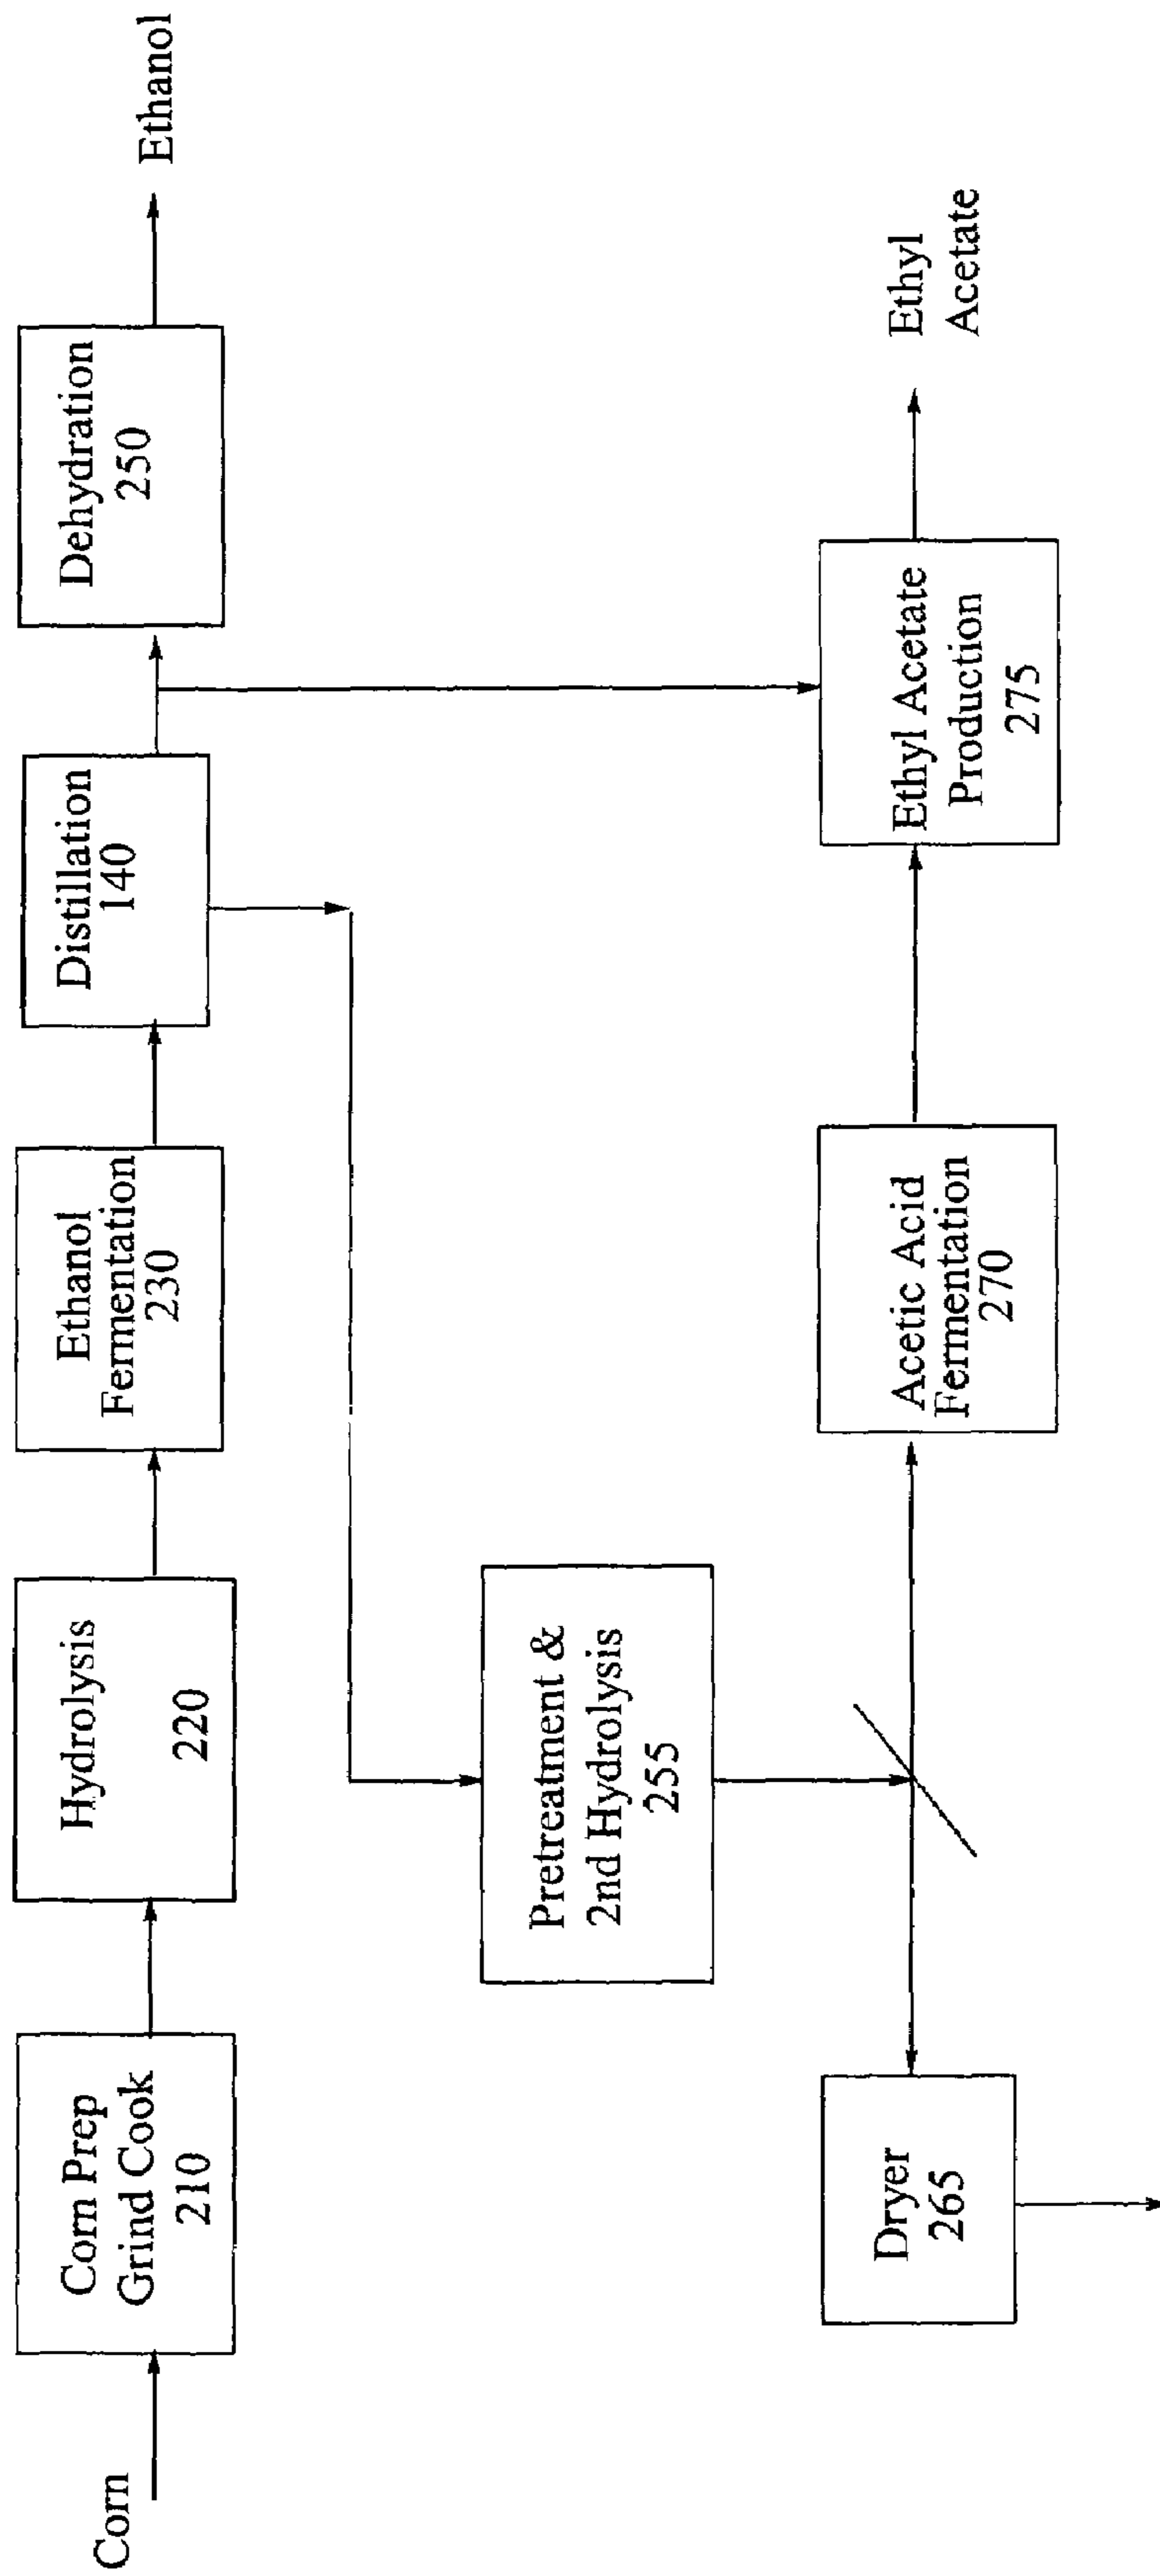 Corn
Corn Prep
Grind Cook
210
Hydrolysis
220
Ethanol
Fermentation
230
Distillation
140
Dehydration
250
Ethanol
Pretreatment &
2nd Hydrolysis
255
Dryer
265
Acetic Acid
Fermentation
270
Ethyl Acetate
Production
275
Ethyl
Acetate